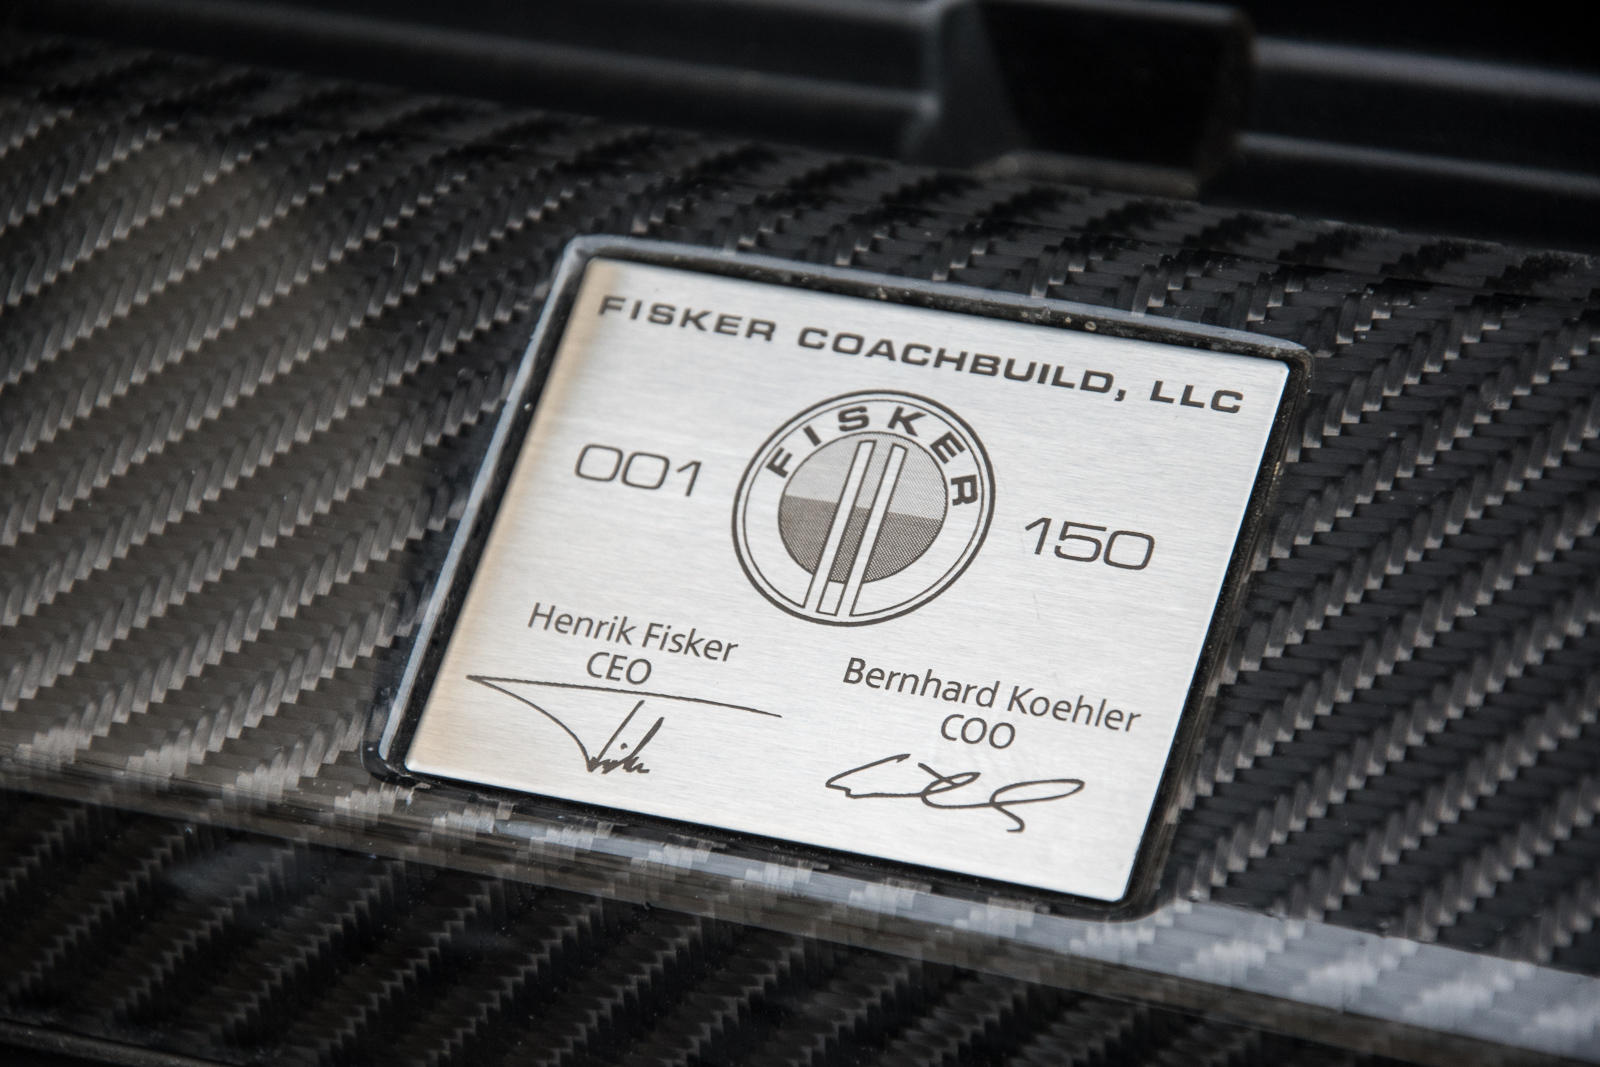 FISKER COACHBUILD, LLC
FISKER
001
150
Henrik Fisker
CEO
Bernhard Koehler
COO